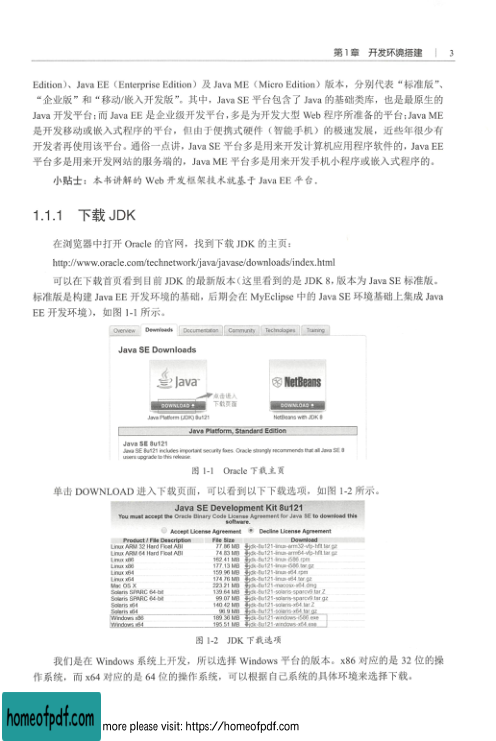 第1章 开发环境搭建 | 3
Edition)、Java EE（Enterprise Edition）及 Java ME（Micro Edition）版本，分别代表“标准版”、
“企业版”和“移动/嵌入开发版”。其中，Java SE 平台包含了 Java 的基础类库，也是最原生的
Java 开发平台；而 Java EE 是企业级开发平台，多是为开发大型 Web 程序所准备的平台；Java ME
是开发移动或嵌入式程序的平台，但由于便携式硬件（智能手机）的极速发展，近些年很少有
开发者再使用该平台。通俗一点讲，Java SE 平台多是用来开发计算机应用程序软件的，Java EE
平台多是用来开发网站的服务端的，Java ME 平台多是用来开发手机小程序或嵌入式程序的。
小贴士：本书讲解的 Web 开发框架技术就基于 Java EE 平台。
1.1.1 下载 JDK
在浏览器中打开 Oracle 的官网，找到下载 JDK 的主页：
http://www.oracle.com/technetwork/java/javase/downloads/index.html
可以在下载首页看到目前 JDK 的最新版本（这里看到的是 JDK 8，版本为 Java SE 标准版。
标准版是构建 Java EE 开发环境的基础，后期会在 MyEclipse 中的 Java SE 环境基础上集成 Java
EE 开发环境），如图 1-1 所示。
Overview Downloads Documentation Community Technologies Training
Java SE Downloads
Java NetBeans
单击进入
下载页面
DOWNLOAD DOWNLOAD
Java Platform (JDK) 8u121 NetBeans with JDK 8
Java Platform, Standard Edition
Java SE 8u121
Java SE 8u121 includes important security fixes. Oracle strongly recommends that all Java SE 8
users upgrade to this release.
图 1-1 Oracle 下载主页
单击 DOWNLOAD 进入下载页面，可以看到以下下载选项，如图 1-2 所示。
Java SE Development Kit 8u121
You must accept the Oracle Binary Code License Agreement for Java SE to download this
software.
Accept License Agreement Decline License Agreement
Product / File Description File Size Download
Linux ARM 32 Hard Float ABI 77.86 MB jdk-8u121-linux-arm32-vfp-hflt.tar.gz
Linux ARM 64 Hard Float ABI 74.83 MB jdk-8u121-linux-arm64-vfp-hflt.tar.gz
Linux x86 162.41 MB jdk-8u121-linux-i586.rpm
Linux x86 177.13 MB jdk-8u121-linux-i586.tar.gz
Linux x64 159.96 MB jdk-8u121-linux-x64.rpm
Linux x64 174.76 MB jdk-8u121-linux-x64.tar.gz
Mac OS X 223.21 MB jdk-8u121-macosx-x64.dmg
Solaris SPARC 64-bit 139.64 MB jdk-8u121-solaris-sparcv9.tar.Z
Solaris SPARC 64-bit 99.07 MB jdk-8u121-solaris-sparcv9.tar.gz
Solaris x64 140.42 MB jdk-8u121-solaris-x64.tar.Z
Solaris x64 96.9 MB jdk-8u121-solaris-x64.tar.gz
Windows x86 189.36 MB jdk-8u121-windows-i586.exe
Windows x64 195.51 MB jdk-8u121-windows-x64.exe
图 1-2 JDK 下载选项
我们是在 Windows 系统上开发，所以选择 Windows 平台的版本。x86 对应的是 32 位的操
作系统，而 x64 对应的是 64 位的操作系统，可以根据自己系统的具体环境来选择下载。
homeofpdf.com more please visit: https://homeofpdf.com